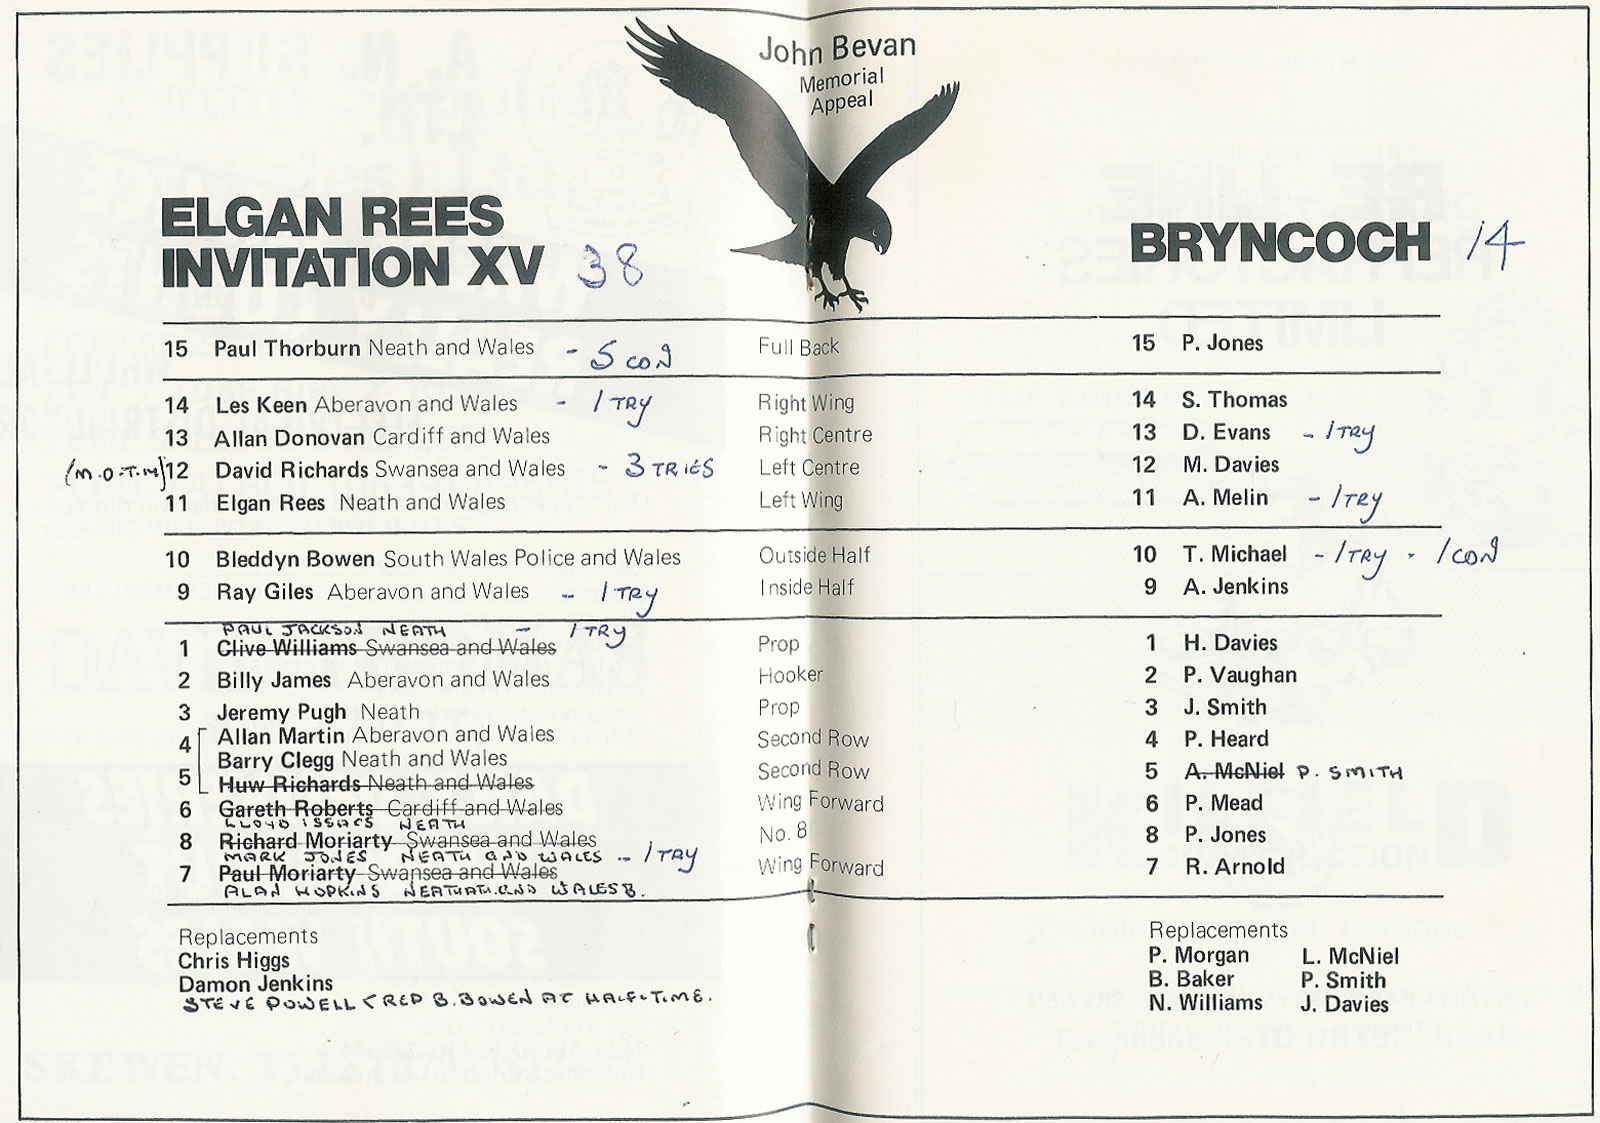 John Bevan
Memorial
Appeal
ELGAN REES
INVITATION XV 38
BRYNCOCH 14
15 Paul Thorburn Neath and Wales - 5 CON Full Back 15 P. Jones
14 Les Keen Aberavon and Wales - 1 TRY Right Wing 14 S. Thomas
13 Allan Donovan Cardiff and Wales Right Centre 13 D. Evans - 1 TRY
(M.O.T.M) 12 David Richards Swansea and Wales - 3 TRIES Left Centre 12 M. Davies
11 Elgan Rees Neath and Wales Left Wing 11 A. Melin - 1 TRY
10 Bleddyn Bowen South Wales Police and Wales Outside Half 10 T. Michael - 1 TRY - 1 CON
9 Ray Giles Aberavon and Wales - 1 TRY Inside Half 9 A. Jenkins
PAUL JACKSON NEATH - 1 TRY
1 Clive Williams Swansea and Wales Prop 1 H. Davies
2 Billy James Aberavon and Wales Hooker 2 P. Vaughan
3 Jeremy Pugh Neath Prop 3 J. Smith
4 Allan Martin Aberavon and Wales Second Row 4 P. Heard
Barry Clegg Neath and Wales
5 Huw Richards Neath and Wales Second Row 5 A. McNiel P. SMITH
6 Gareth Roberts Cardiff and Wales Wing Forward 6 P. Mead
LLOYD ISSACS NEATH
8 Richard Moriarty Swansea and Wales No. 8 8 P. Jones
MARK JONES NEATH AND WALES - 1 TRY
7 Paul Moriarty Swansea and Wales Wing Forward 7 R. Arnold
ALAN HOPKINS AND WALES B.
Replacements
Chris Higgs
Damon Jenkins
STEVE POWELL REP B. BOWEN AT HALF-TIME.
Replacements
P. Morgan L. McNiel
B. Baker P. Smith
N. Williams J. Davies